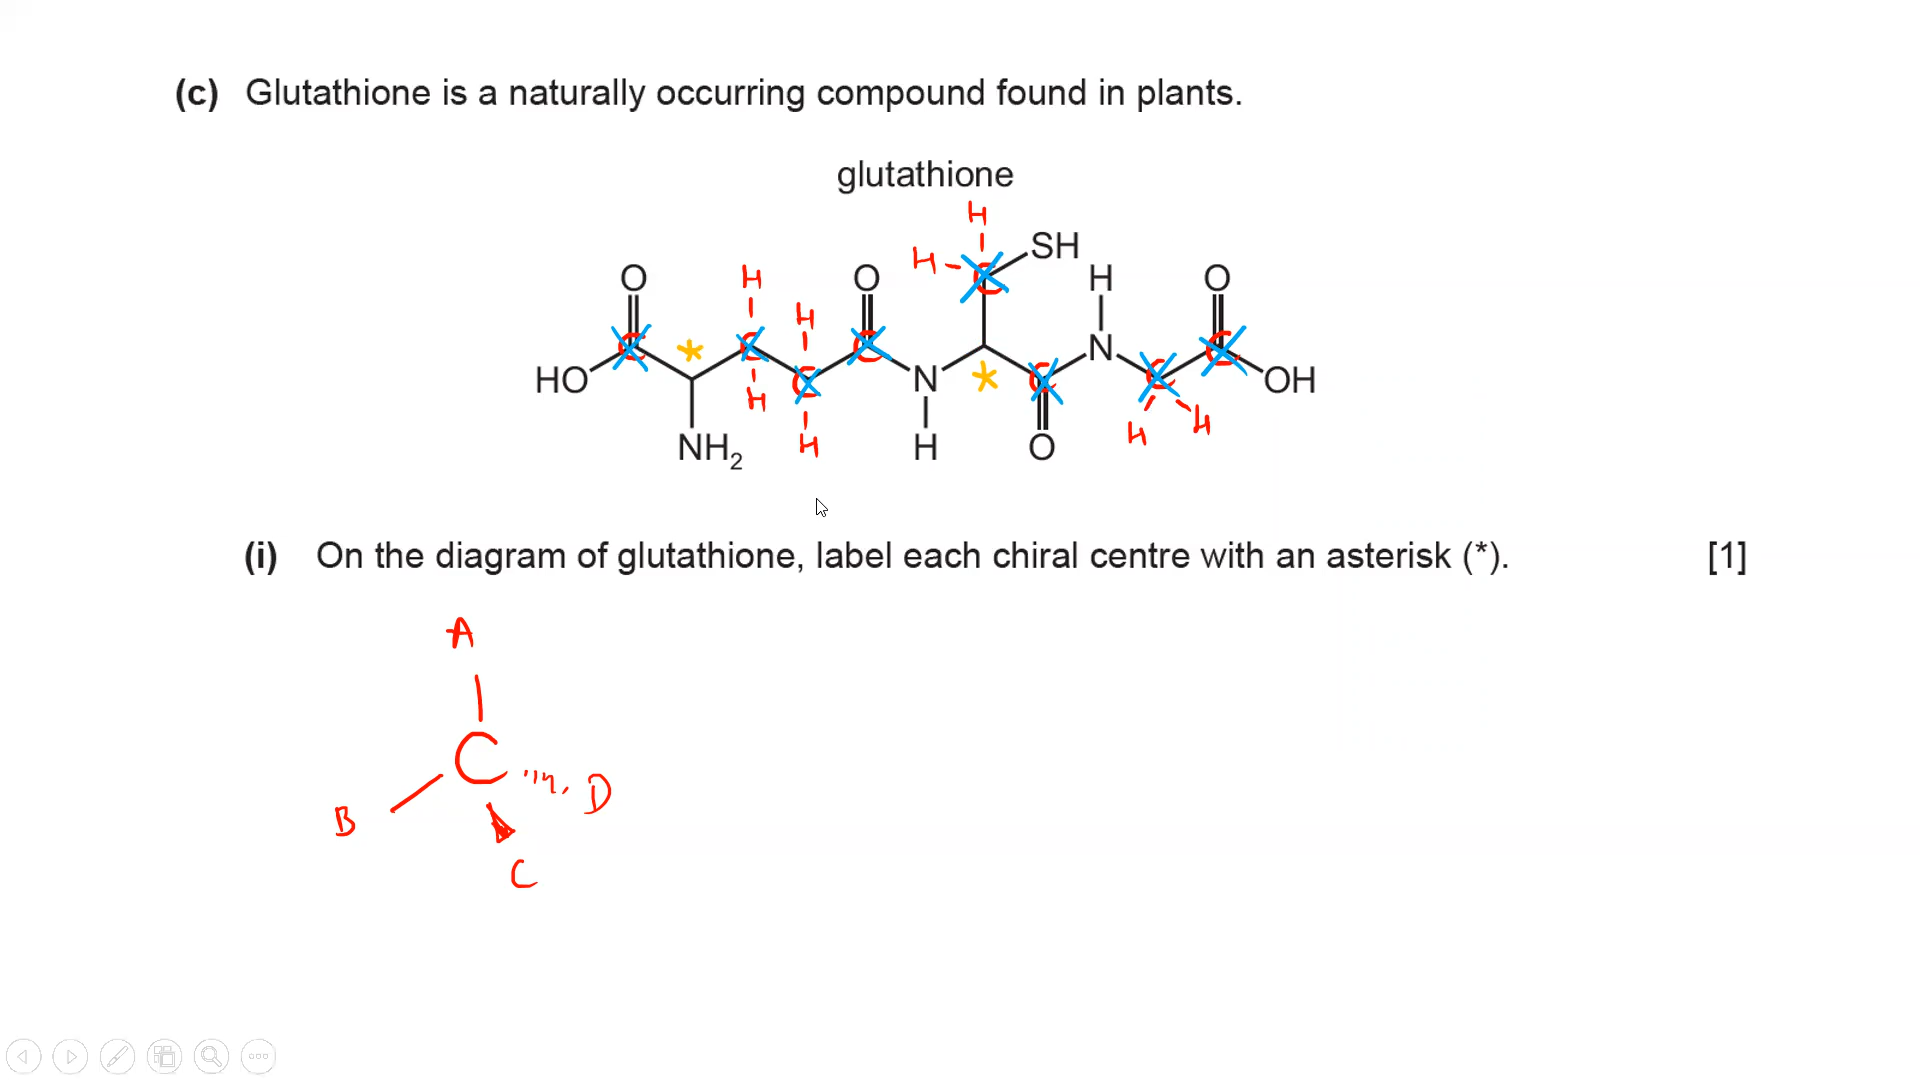 (c) Glutathione is a naturally occurring compound found in plants.
glutathione
H
H SH
O H H O C H O
H
C C C N C
HO * C N * C C OH
H H H
NH2 H H O
(i) On the diagram of glutathione, label each chiral centre with an asterisk (*). [1]
A
C
B D
C